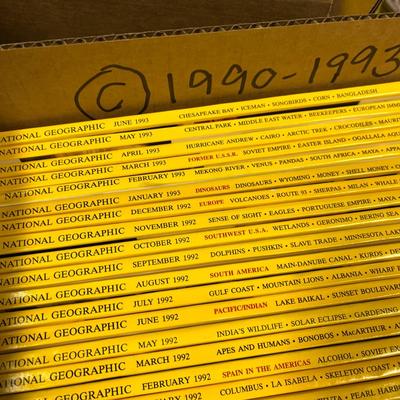 © 1990-1993
NATIONAL GEOGRAPHIC JUNE 1993 CHESAPEAKE BAY • ICEMAN • SONGBIRDS • CORN • BANGLADESH
NATIONAL GEOGRAPHIC MAY 1993 CENTRAL PARK • MIDDLE EAST WATER • BEEKEEPERS • EUROPEAN IMM
NATIONAL GEOGRAPHIC APRIL 1993 HURRICANE ANDREW • CAIRO • ARCTIC TREK • CROCODILES • MAURI
NATIONAL GEOGRAPHIC MARCH 1993 FORMER U.S.S.R. SOVIET EMPIRE • EASTER ISLAND • OGALLALA AQU
NATIONAL GEOGRAPHIC FEBRUARY 1993 MEKONG RIVER • VENUS • PANDAS • SOUTH AFRICA • MAYA
NATIONAL GEOGRAPHIC JANUARY 1993 DINOSAURS DINOSAURS • WYOMING • MONEY • SHELL MONEY
NATIONAL GEOGRAPHIC DECEMBER 1992 EUROPE VOLCANOES • ROUTE 93 • SHERPAS • MILAN • WHALE
NATIONAL GEOGRAPHIC NOVEMBER 1992 SENSE OF SIGHT • EAGLES • PORTUGUESE EMPIRE • MAYA
NATIONAL GEOGRAPHIC OCTOBER 1992 SOUTHWEST U.S.A. WETLANDS • GERONIMO • BERING SEA
NATIONAL GEOGRAPHIC SEPTEMBER 1992 DOLPHINS • PUSHKIN • SLAVE TRADE • MINNESOTA LAKE
NATIONAL GEOGRAPHIC AUGUST 1992 SOUTH AMERICA MAIN-DANUBE CANAL • KURDS
NATIONAL GEOGRAPHIC JULY 1992 GULF COAST • MOUNTAIN LIONS • ALBANIA • WHARF
NATIONAL GEOGRAPHIC JUNE 1992 PACIFIC/INDIAN LAKE BAIKAL • SUNSET BOULEVARD
NATIONAL GEOGRAPHIC MAY 1992 INDIA'S WILDLIFE • SOLAR ECLIPSE • GARDENING
NATIONAL GEOGRAPHIC MARCH 1992 APES AND HUMANS • BONOBOS • McARTHUR
NATIONAL GEOGRAPHIC FEBRUARY 1992 SPAIN IN THE AMERICAS ALCOHOL • SOVIET
COLUMBUS • LA ISABELA • SKELETON COAST
PEARL HARBOR